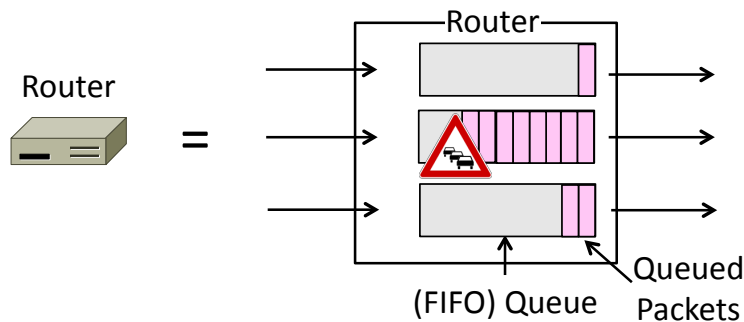 Router
Router
=
(FIFO) Queue
Queued
Packets